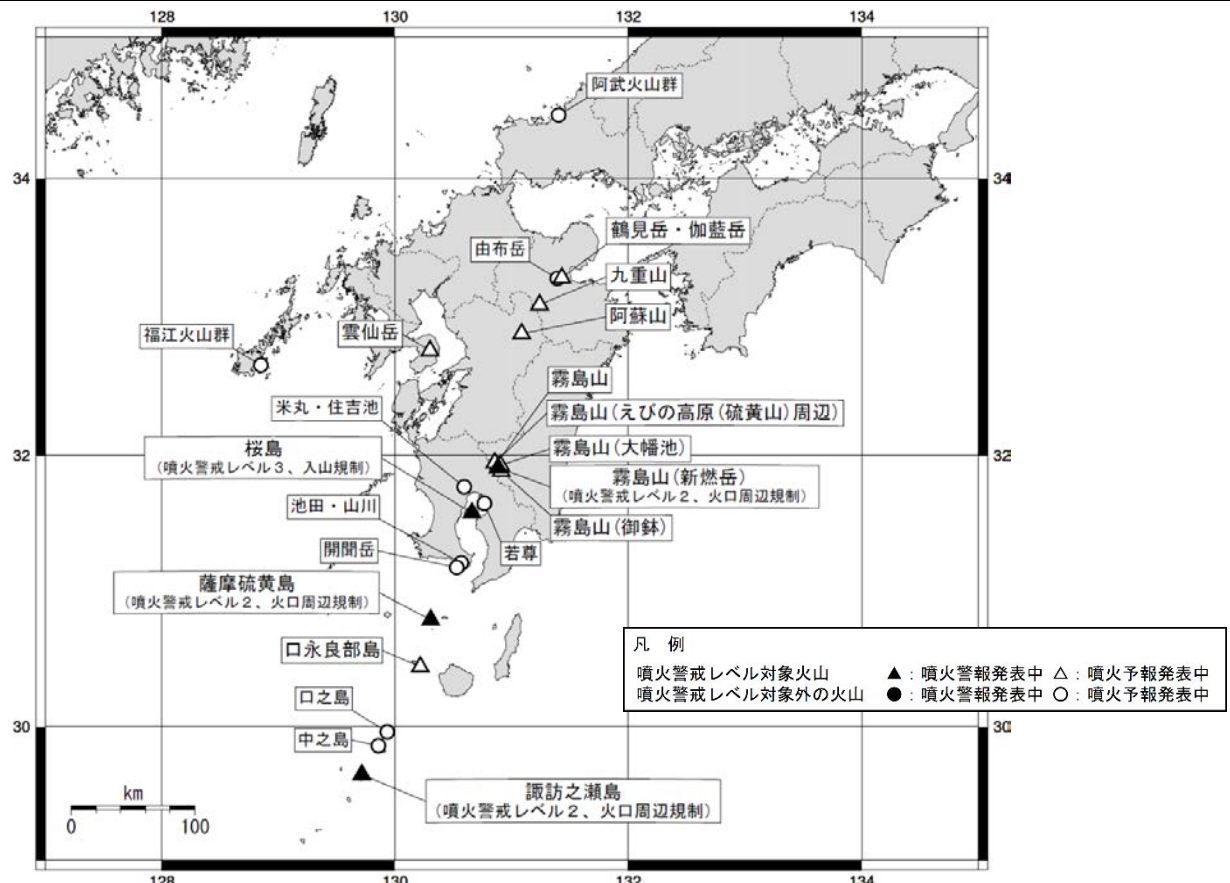 128 130 132 134
阿武火山群
34 34
鶴見岳・伽藍岳
由布岳
九重山
阿蘇山
雲仙岳
福江火山群
霧島山
米丸・住吉池
霧島山(えびの高原(硫黄山)周辺)
桜島
(噴火警戒レベル3、入山規制)
霧島山(大幡池)
32 32
霧島山(新燃岳)
(噴火警戒レベル2、火口周辺規制)
池田・山川
霧島山(御鉢)
開聞岳
若尊
薩摩硫黄島
(噴火警戒レベル2、火口周辺規制)
口永良部島
凡 例
噴火警戒レベル対象火山 ▲:噴火警報発表中 △:噴火予報発表中
噴火警戒レベル対象外の火山 ●:噴火警報発表中 ○:噴火予報発表中
口之島
30 30
中之島
諏訪之瀬島
(噴火警戒レベル2、火口周辺規制)
km
0 100
128 130 132 134